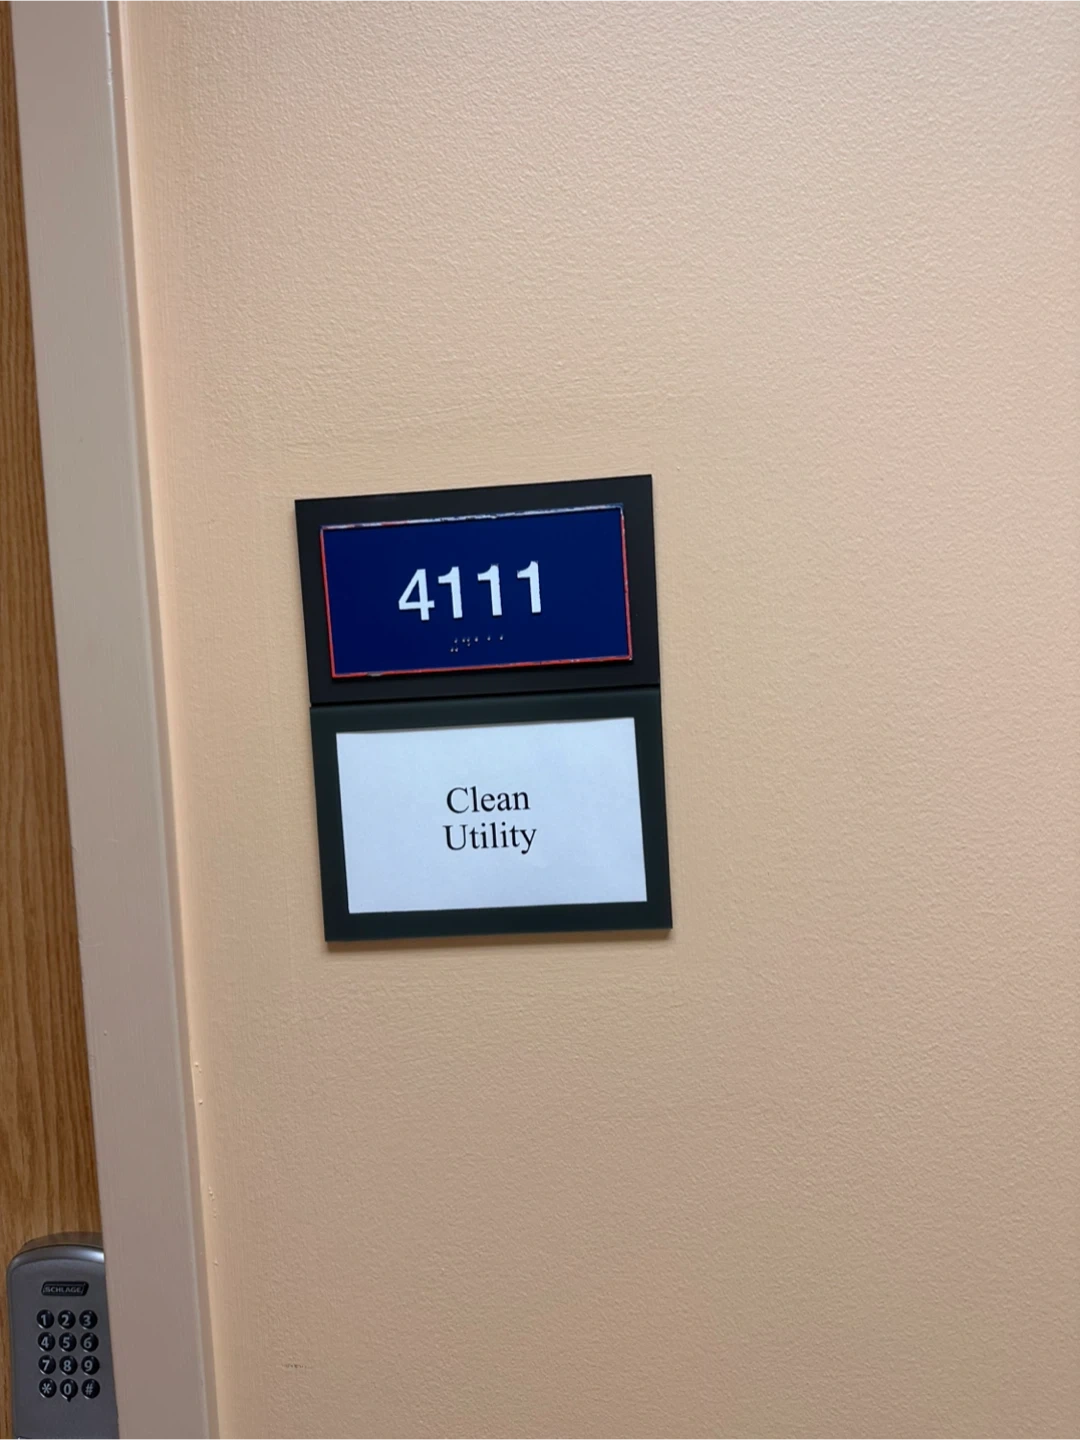 4111
Clean
Utility
SCHLAGE
1 2 3
4 5 6
7 8 9
* 0 #